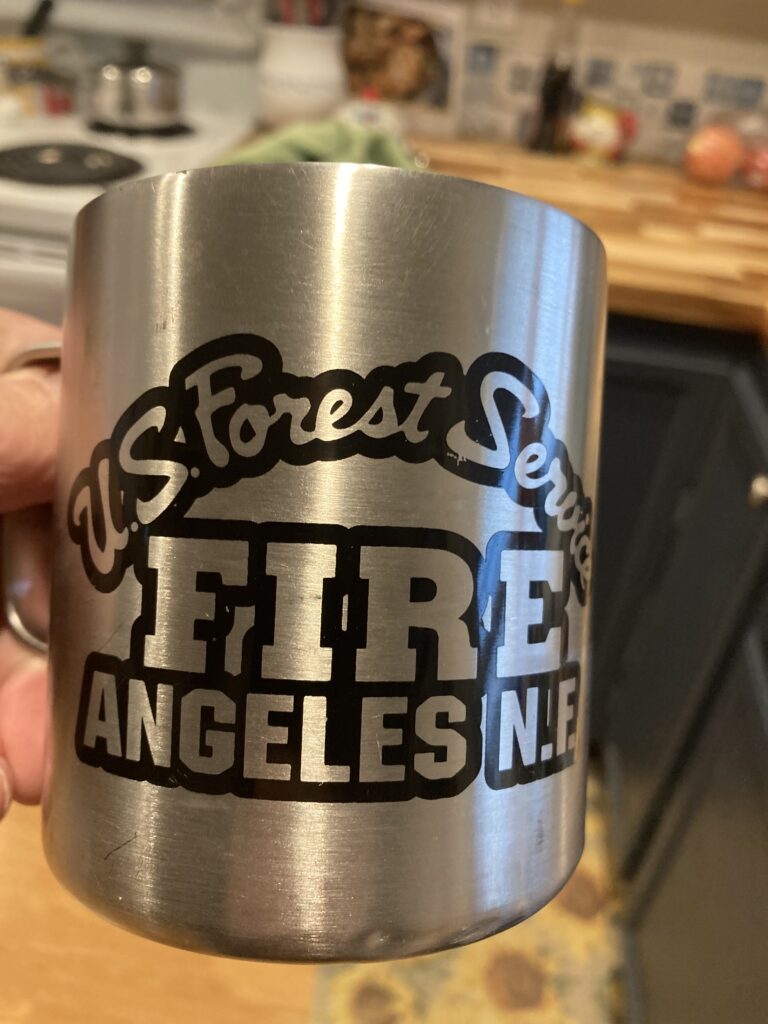 U.S. Forest Service
FIRE
ANGELES N.F.